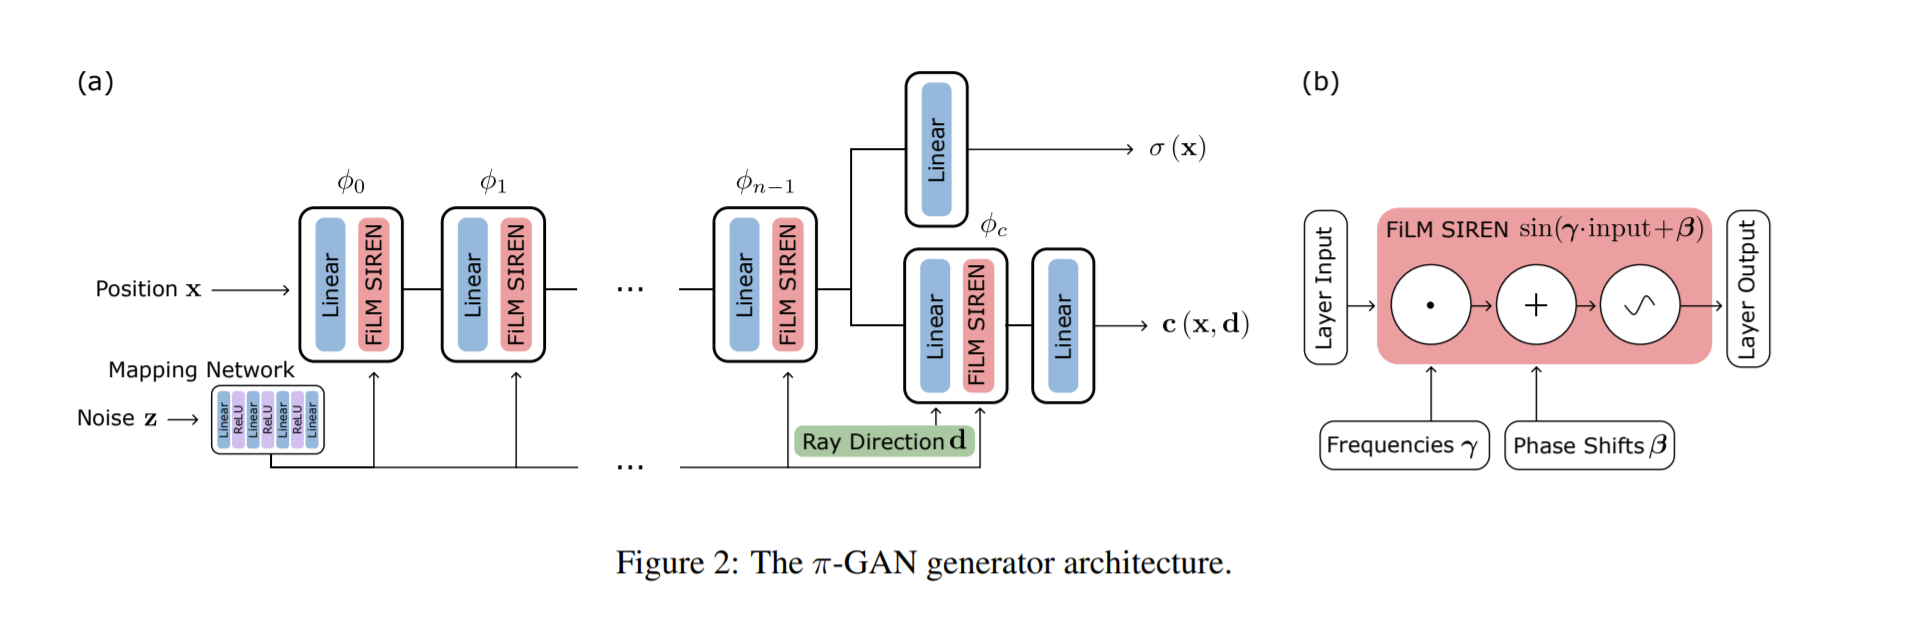 (a)
(b)
σ (x)
ϕ0
ϕ1
ϕn−1
ϕc
Linear
Linear
FiLM SIREN
Linear
FiLM SIREN
Linear
FiLM SIREN
Position x
...
Linear
FiLM SIREN
Linear
c (x, d)
Mapping Network
Noise z
Linear
ReLU
Linear
ReLU
Linear
ReLU
Linear
Ray Direction d
...
Layer Input
FiLM SIREN sin(γ·input+β)
·
+
Layer Output
Frequencies γ
Phase Shifts β
Figure 2: The π-GAN generator architecture.